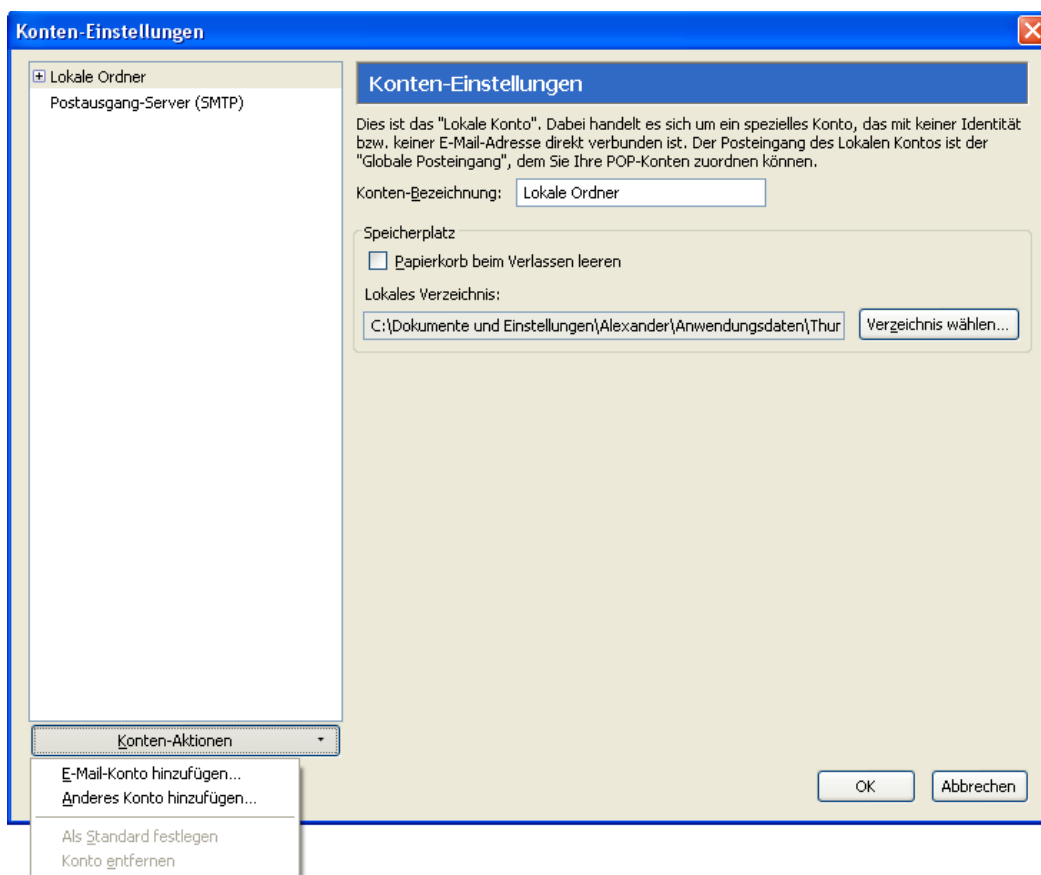 Konten-Einstellungen
Lokale Ordner
Postausgang-Server (SMTP)
Konten-Einstellungen
Dies ist das "Lokale Konto". Dabei handelt es sich um ein spezielles Konto, das mit keiner Identität
bzw. keiner E-Mail-Adresse direkt verbunden ist. Der Posteingang des Lokalen Kontos ist der
"Globale Posteingang", dem Sie Ihre POP-Konten zuordnen können.
Konten-Bezeichnung: Lokale Ordner
Speicherplatz
Papierkorb beim Verlassen leeren
Lokales Verzeichnis:
C:\Dokumente und Einstellungen\Alexander\Anwendungsdaten\Thur Verzeichnis wählen...
Konten-Aktionen
E-Mail-Konto hinzufügen...
Anderes Konto hinzufügen...
Als Standard festlegen
Konto entfernen
OK Abbrechen